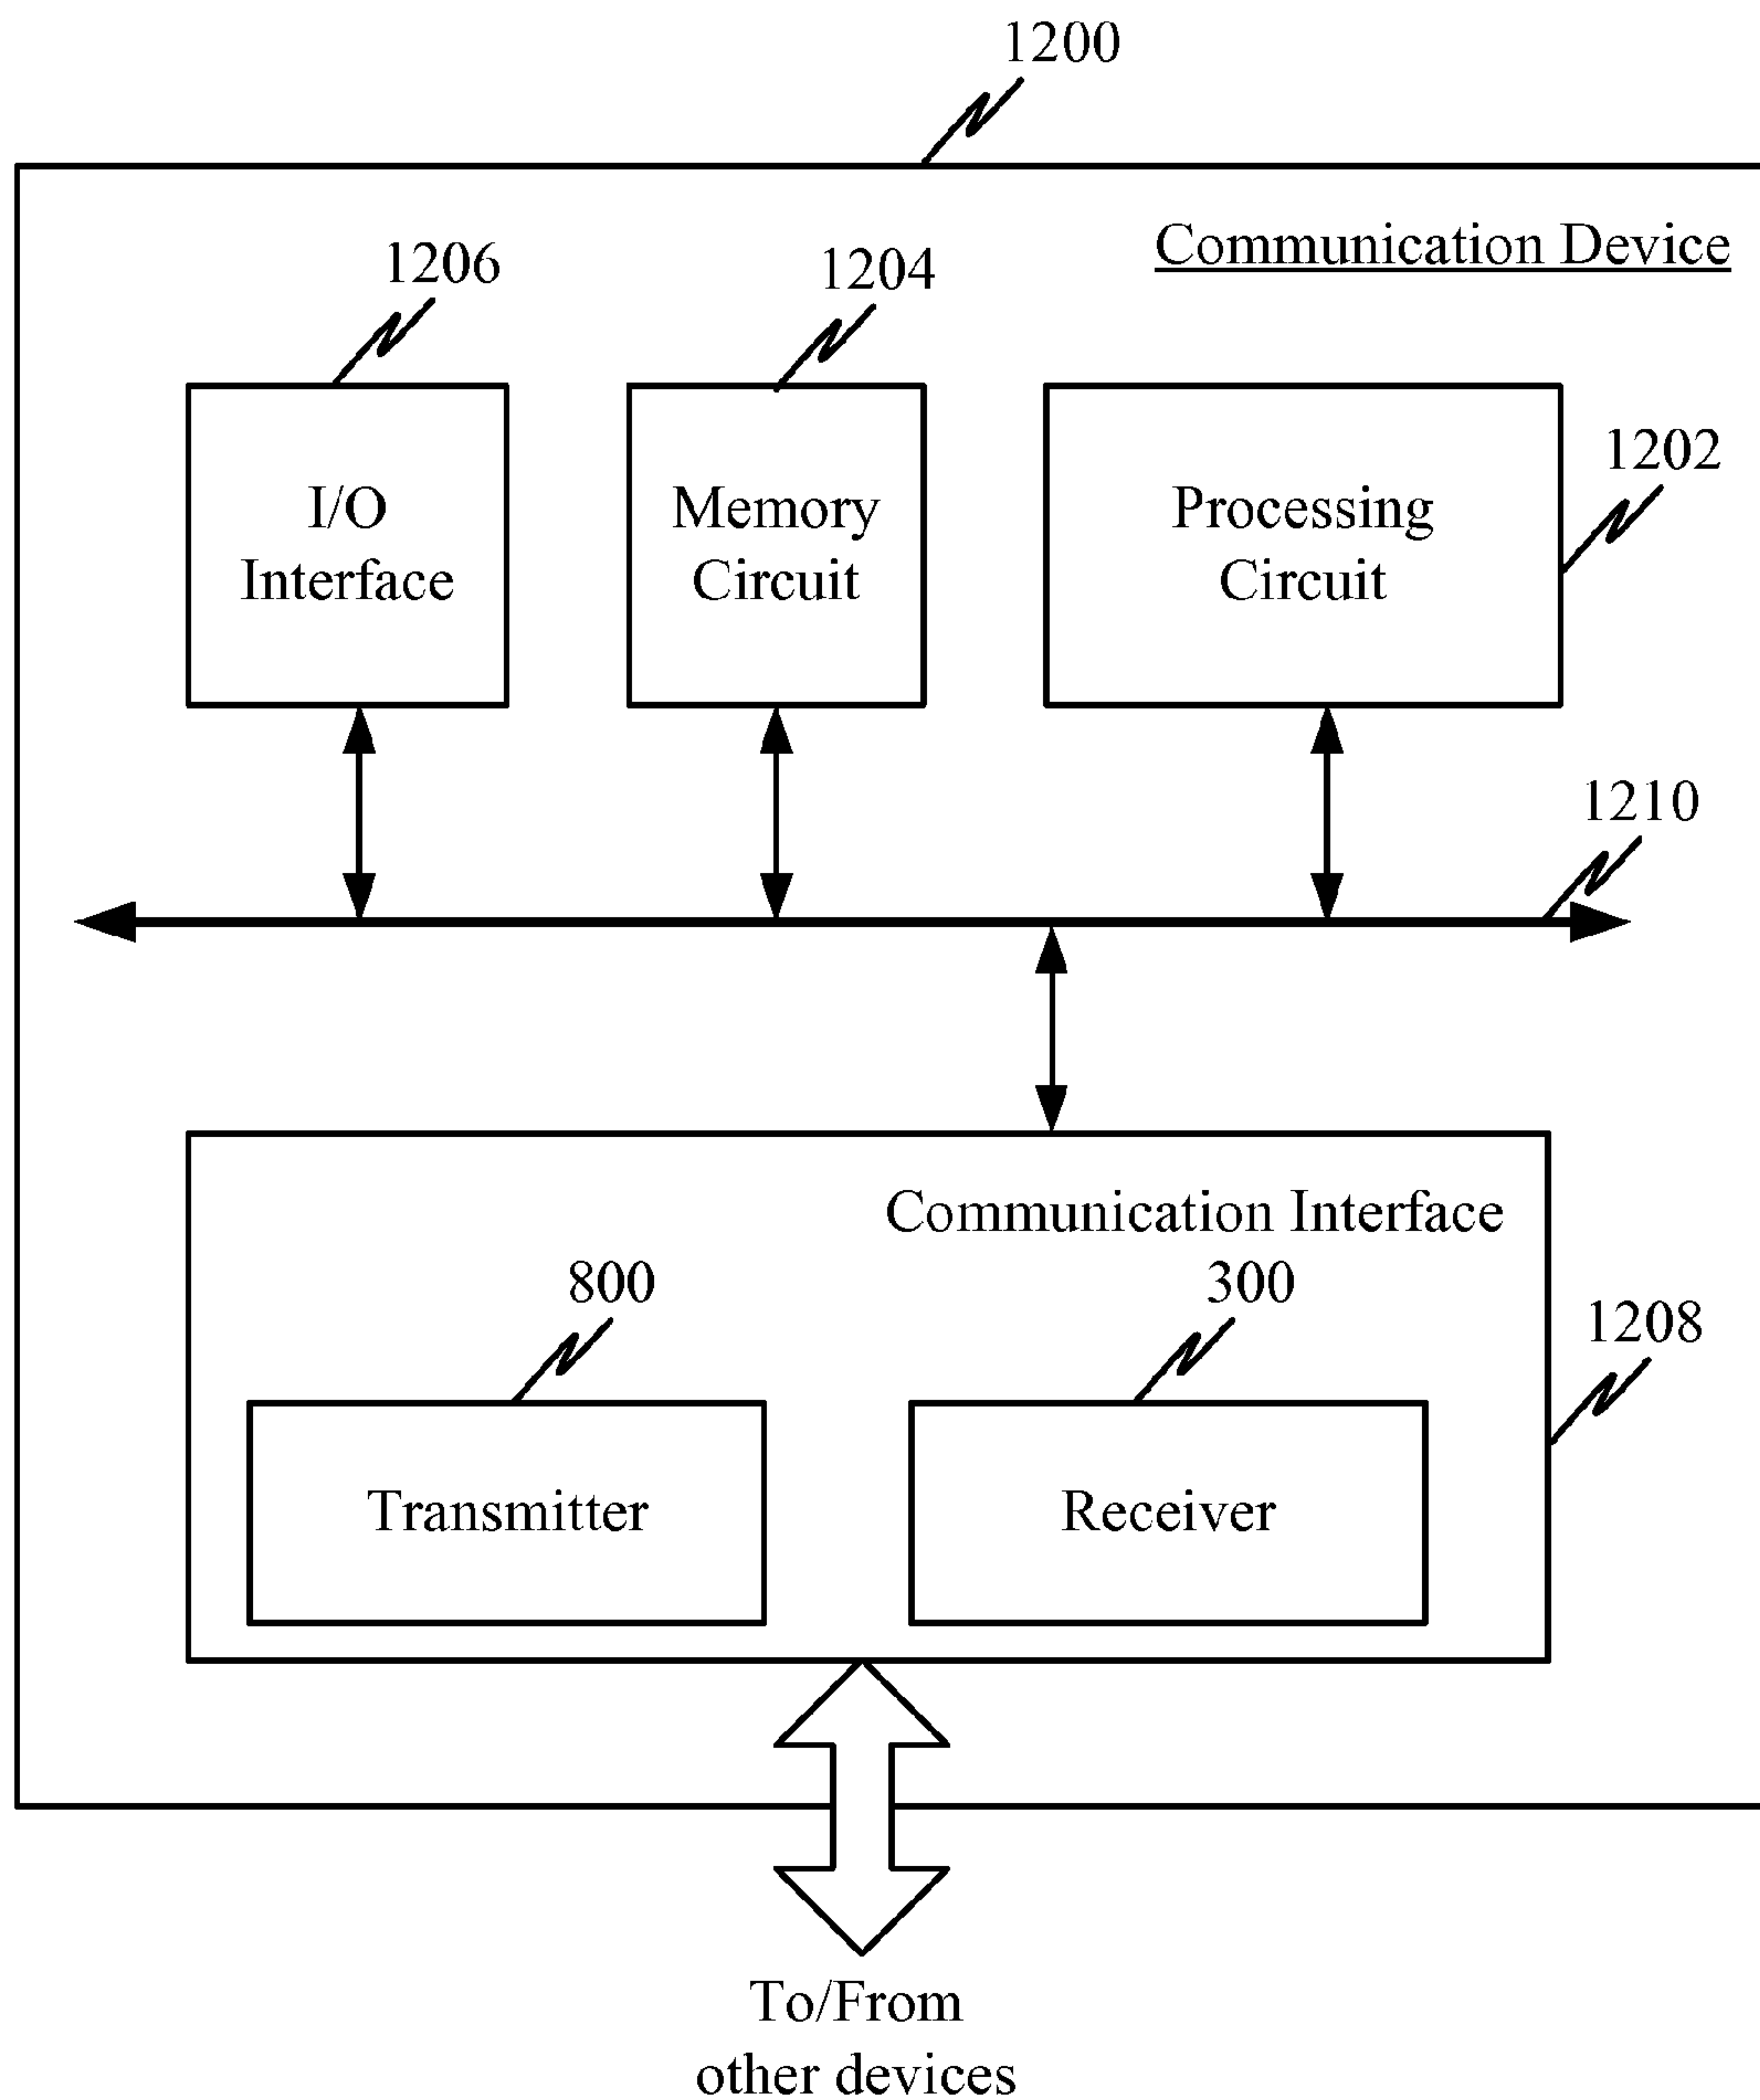 1200
Communication Device
1206
1204
I/O
Interface
Memory
Circuit
Processing
Circuit
1202
1210
Communication Interface
800
300
1208
Transmitter
Receiver
To/From
other devices